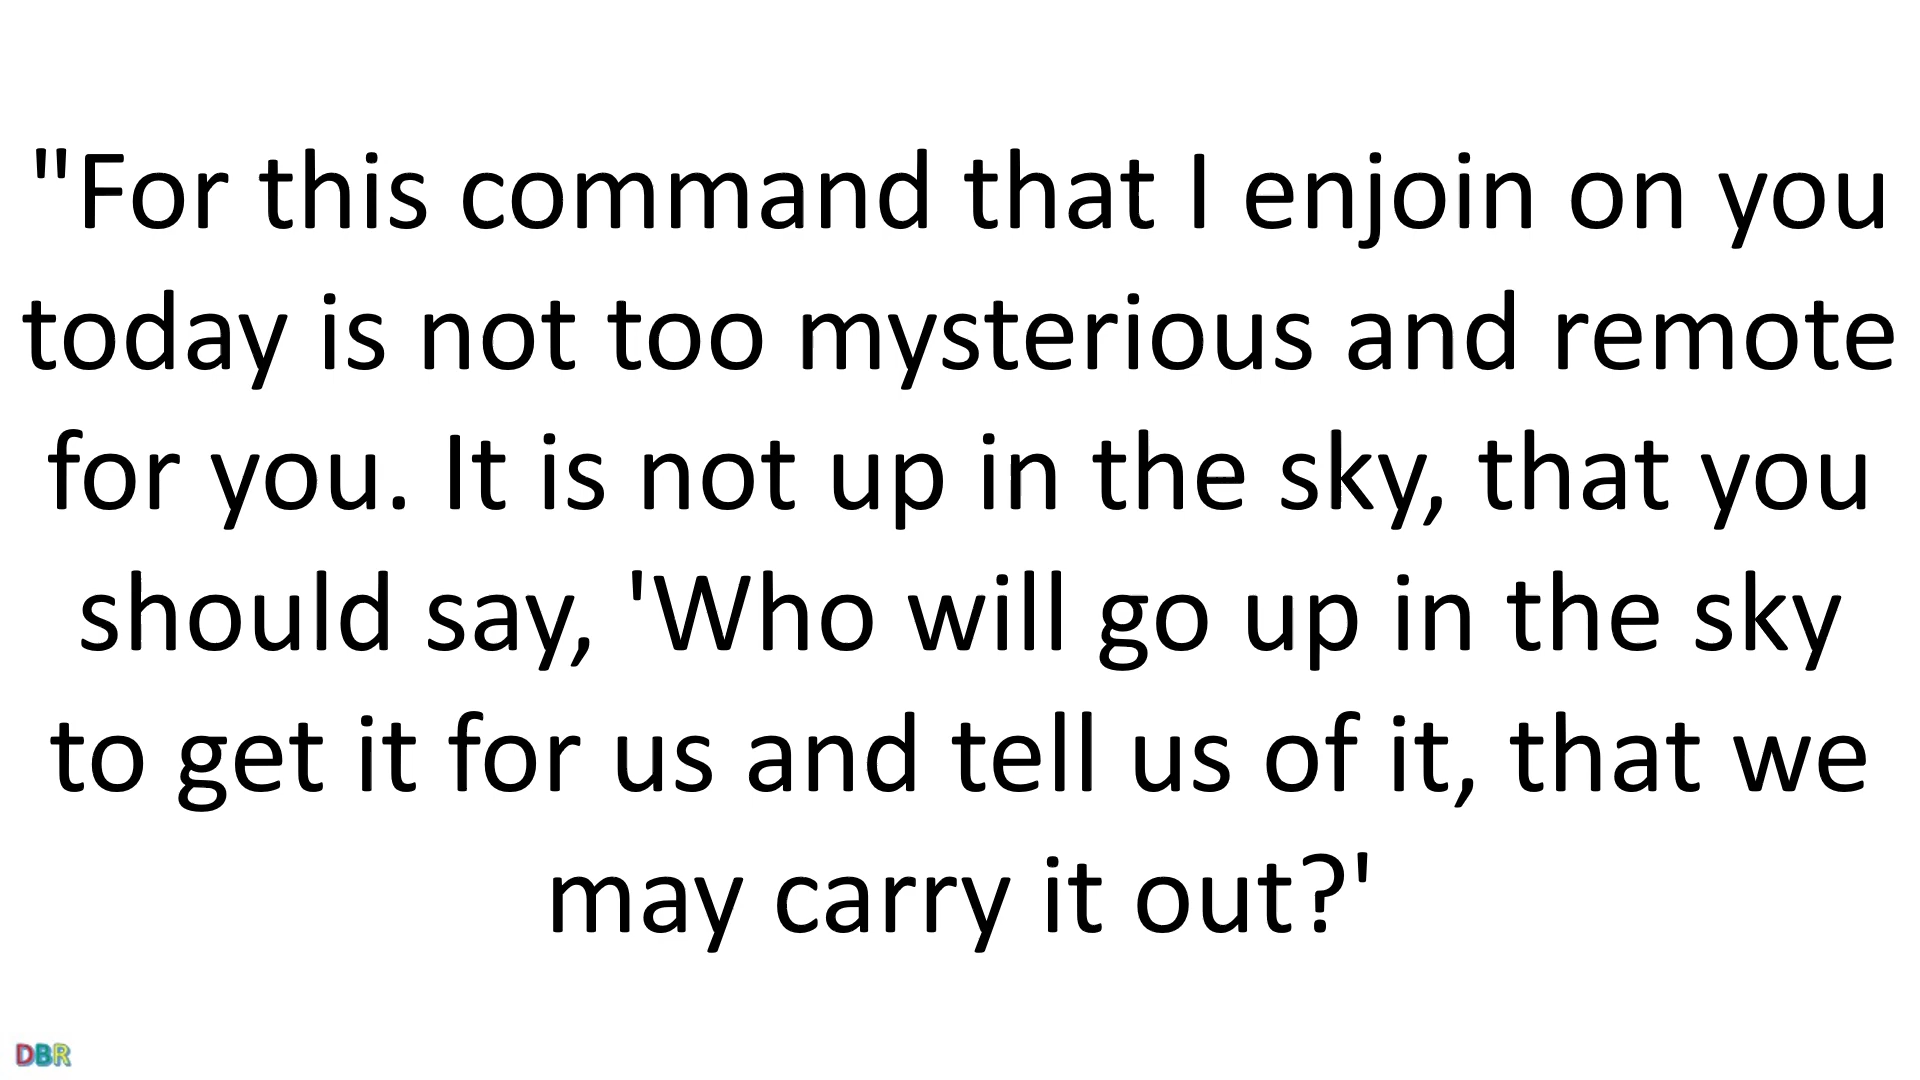 "For this command that I enjoin on you
today is not too mysterious and remote
for you. It is not up in the sky, that you
should say, 'Who will go up in the sky
to get it for us and tell us of it, that we
may carry it out?'
DBR